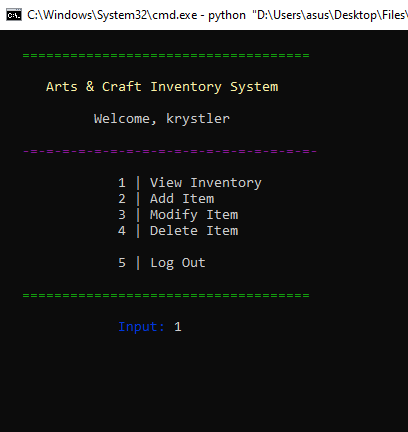 C:\Windows\System32\cmd.exe - python "D:\Users\asus\Desktop\Files\
====================================
Arts & Craft Inventory System
Welcome, krystler
-=-=-=-=-=-=-=-=-=-=-=-=-=-=-=-=-=-=-
1 | View Inventory
2 | Add Item
3 | Modify Item
4 | Delete Item
5 | Log Out
====================================
Input: 1